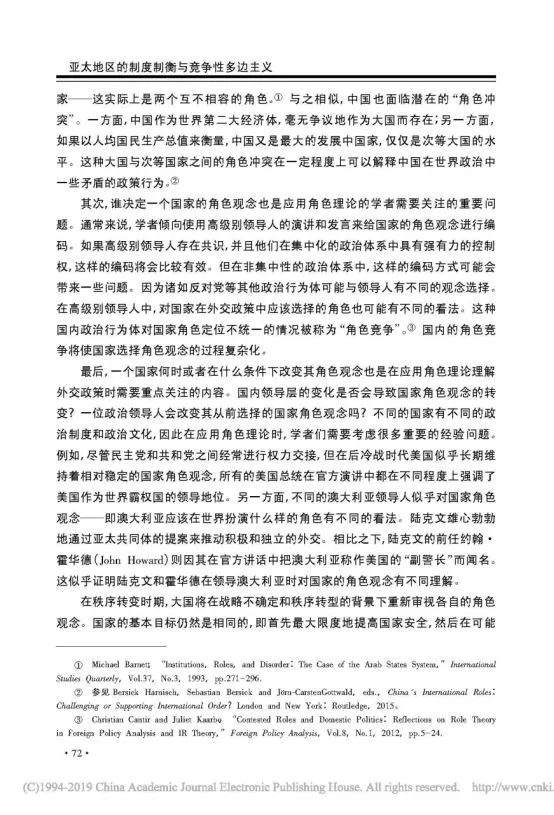 亚太地区的制度制衡与竞争性多边主义
家——这实际上是两个互不相容的角色。① 与之相似,中国也面临潜在的“角色冲
突”。一方面,中国作为世界第二大经济体,毫无争议地作为大国而存在;另一方面,
如果以人均国民生产总值来衡量,中国又是最大的发展中国家,仅仅是次等大国的水
平。这种大国与次等国家之间的角色冲突在一定程度上可以解释中国在世界政治中
一些矛盾的政策行为。②
其次,谁决定一个国家的角色观念也是应用角色理论的学者需要关注的重要问
题。通常来说,学者倾向使用高级别领导人的演讲和发言来给国家的角色观念进行编
码。如果高级别领导人存在共识,并且他们在集中化的政治体系中具有强有力的控制
权,这样的编码将会比较有效。但在非集中性的政治体系中,这样的编码方式可能会
带来一些问题。因为诸如反对党等其他政治行为体可能与领导人有不同的观念选择。
在高级别领导人中,对国家在外交政策中应该选择的角色也可能有不同的看法。这种
国内政治行为体对国家角色定位不统一的情况被称为“角色竞争”。③ 国内的角色竞
争将使国家选择角色观念的过程复杂化。
最后,一个国家何时或者在什么条件下改变其角色观念也是在应用角色理论理解
外交政策时需要重点关注的内容。国内领导层的变化是否会导致国家角色观念的转
变? 一位政治领导人会改变其从前选择的国家角色观念吗? 不同的国家有不同的政
治制度和政治文化,因此在应用角色理论时,学者们需要考虑很多重要的经验问题。
例如,尽管民主党和共和党之间经常进行权力交接,但在后冷战时代美国似乎长期维
持着相对稳定的国家角色观念,所有的美国总统在官方演讲中都在不同程度上强调了
美国作为世界霸权国的领导地位。另一方面,不同的澳大利亚领导人似乎对国家角色
观念——即澳大利亚应该在世界扮演什么样的角色有不同的看法。陆克文雄心勃勃
地通过亚太共同体的提案来推动积极和独立的外交。相比之下,陆克文的前任约翰·
霍华德(John Howard)则因其在官方讲话中把澳大利亚称作美国的“副警长”而闻名。
这似乎证明陆克文和霍华德在领导澳大利亚时对国家的角色观念有不同理解。
在秩序转变时期,大国将在战略不确定和秩序转型的背景下重新审视各自的角色
观念。国家的基本目标仍然是相同的,即首先最大限度地提高国家安全,然后在可能
① Michael Barnett, “Institutions, Roles, and Disorder: The Case of the Arab States System,” International
Studies Quarterly, Vol.37, No.3, 1993, pp.271-296.
② 参见 Bersick Harnisch, Sebastian Bersick and Jörn-CarstenGottwald, eds., China's International Roles:
Challenging or Supporting International Order? London and New York: Routledge, 2015.
③ Christian Cantir and Juliet Kaarbo, “Contested Roles and Domestic Politics: Reflections on Role Theory
in Foreign Policy Analysis and IR Theory,” Foreign Policy Analysis, Vol.8, No.1, 2012, pp.5-24.
·72·
(C)1994-2019 China Academic Journal Electronic Publishing House. All rights reserved. http://www.cnki.